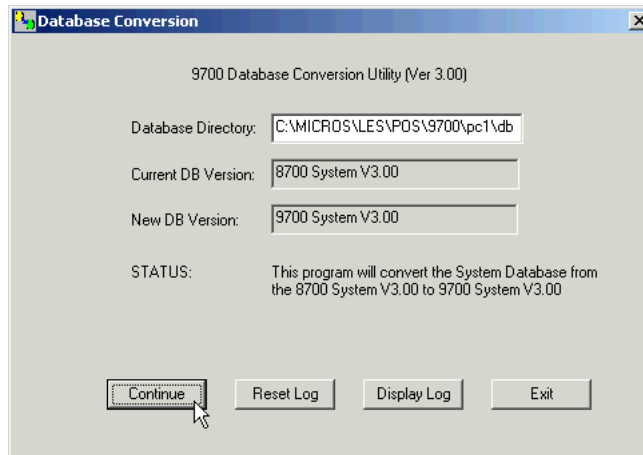 Database Conversion
9700 Database Conversion Utility (Ver 3.00)
Database Directory: C:\MICROS\LES\POS\9700\pc1\db
Current DB Version: 8700 System V3.00
New DB Version: 9700 System V3.00
STATUS: This program will convert the System Database from
the 8700 System V3.00 to 9700 System V3.00
Continue Reset Log Display Log Exit